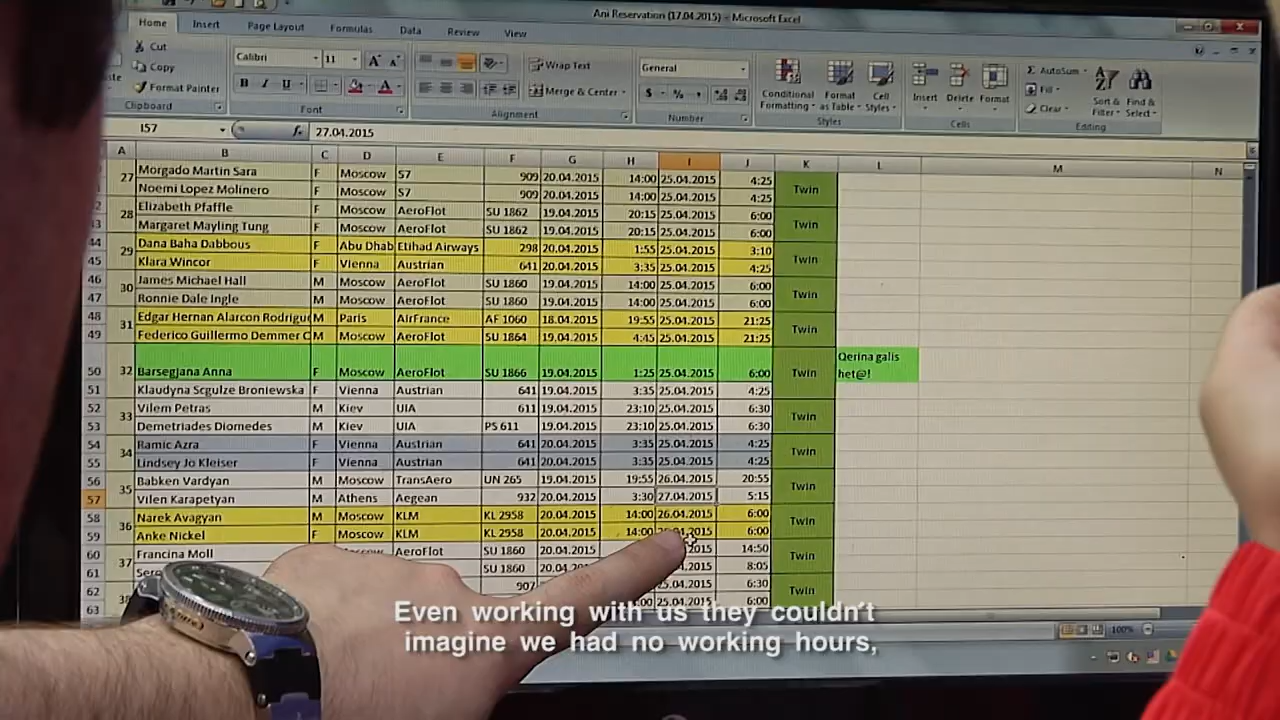 Ani Reservation (17.04.2015) - Microsoft Excel
Home Insert Page Layout Formulas Data Review View
Cut
Copy
Format Painter
Clipboard
Calibri 11
B I U
Font
Wrap Text
Merge & Center
Alignment
General
$ % ,
Number
Conditional Formatting
Format as Table
Cell Styles
Styles
Insert Delete Format
Cells
AutoSum
Fill
Clear
Sort & Filter
Find & Select
Editing
I57 fx 27.04.2015
A B C D E F G H I J K L M N
27 Morgado Martin Sara F Moscow S7 909 20.04.2015 14:00 25.04.2015 4:25 Twin
Noemi Lopez Molinero F Moscow S7 909 20.04.2015 14:00 25.04.2015 4:25
28 Elizabeth Pfaffle F Moscow AeroFlot SU 1862 19.04.2015 20:15 25.04.2015 6:00 Twin
Margaret Mayling Tung F Moscow AeroFlot SU 1862 19.04.2015 20:15 25.04.2015 6:00
44 29 Dana Baha Dabbous F Abu Dhab Etihad Airways 298 20.04.2015 1:55 25.04.2015 3:10 Twin
45 Klara Wincor F Vienna Austrian 641 20.04.2015 3:35 25.04.2015 4:25
46 30 James Michael Hall M Moscow AeroFlot SU 1860 19.04.2015 14:00 25.04.2015 6:00 Twin
47 Ronnie Dale Ingle M Moscow AeroFlot SU 1860 19.04.2015 14:00 25.04.2015 6:00
48 31 Edgar Hernan Alarcon Rodrigu M Paris AirFrance AF 1060 18.04.2015 19:55 25.04.2015 21:25 Twin
49 Federico Guillermo Demmer C M Moscow AeroFlot SU 1864 19.04.2015 4:45 25.04.2015 21:25
50 32 Barsegjana Anna F Moscow AeroFlot SU 1866 19.04.2015 1:25 25.04.2015 6:00 Twin Qerina galis het@!
51 Klaudyna Scgulze Broniewska F Vienna Austrian 641 19.04.2015 3:35 25.04.2015 4:25
52 33 Vilem Petras M Kiev UIA 611 19.04.2015 23:10 25.04.2015 6:30 Twin
53 Demetriades Diomedes M Kiev UIA PS 611 19.04.2015 23:10 25.04.2015 6:30
54 34 Ramic Azra F Vienna Austrian 641 20.04.2015 3:35 25.04.2015 4:25 Twin
55 Lindsey Jo Kleiser F Vienna Austrian 641 20.04.2015 3:35 25.04.2015 4:25
56 35 Babken Vardyan M Moscow TransAero UN 265 19.04.2015 19:55 26.04.2015 20:55 Twin
57 Vilen Karapetyan M Athens Aegean 932 20.04.2015 3:30 27.04.2015 5:15
58 36 Narek Avagyan M Moscow KLM KL 2958 20.04.2015 14:00 26.04.2015 6:00 Twin
59 Anke Nickel F Moscow KLM KL 2958 20.04.2015 14:00 6:00
60 37 Francina Moll AeroFlot SU 1860 20.04.2015 14:50 Twin
61 SU 1860 8:05
62 907 6:30 Twin
63 25.04.2015 6:00
100%
Even working with us they couldn't
imagine we had no working hours,